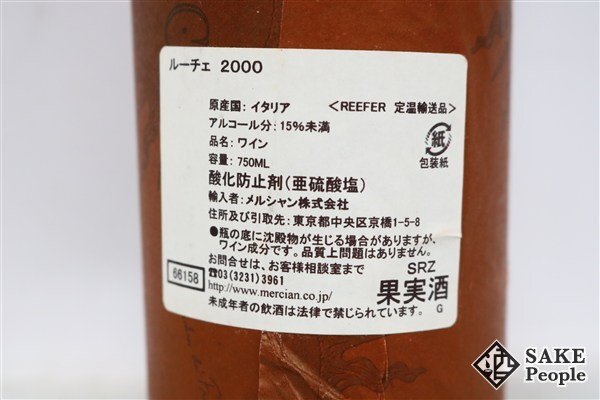 ルーチェ 2000
原産国：イタリア <REEFER 定温輸送品>
アルコール分：15%未満
品名：ワイン
紙
包装紙
容量：750ML
酸化防止剤（亜硫酸塩）
輸入者：メルシャン株式会社
住所及び引取先：東京都中央区京橋1-5-8
●瓶の底に沈殿物が生じる場合がありますが、
ワイン成分です。品質上問題はありません。
お問合せは、お客様相談室まで
☎03(3231)3961
SRZ
66158
http://www.mercian.co.jp/
果実酒
未成年者の飲酒は法律で禁じられています。
G
酒
SAKE
People